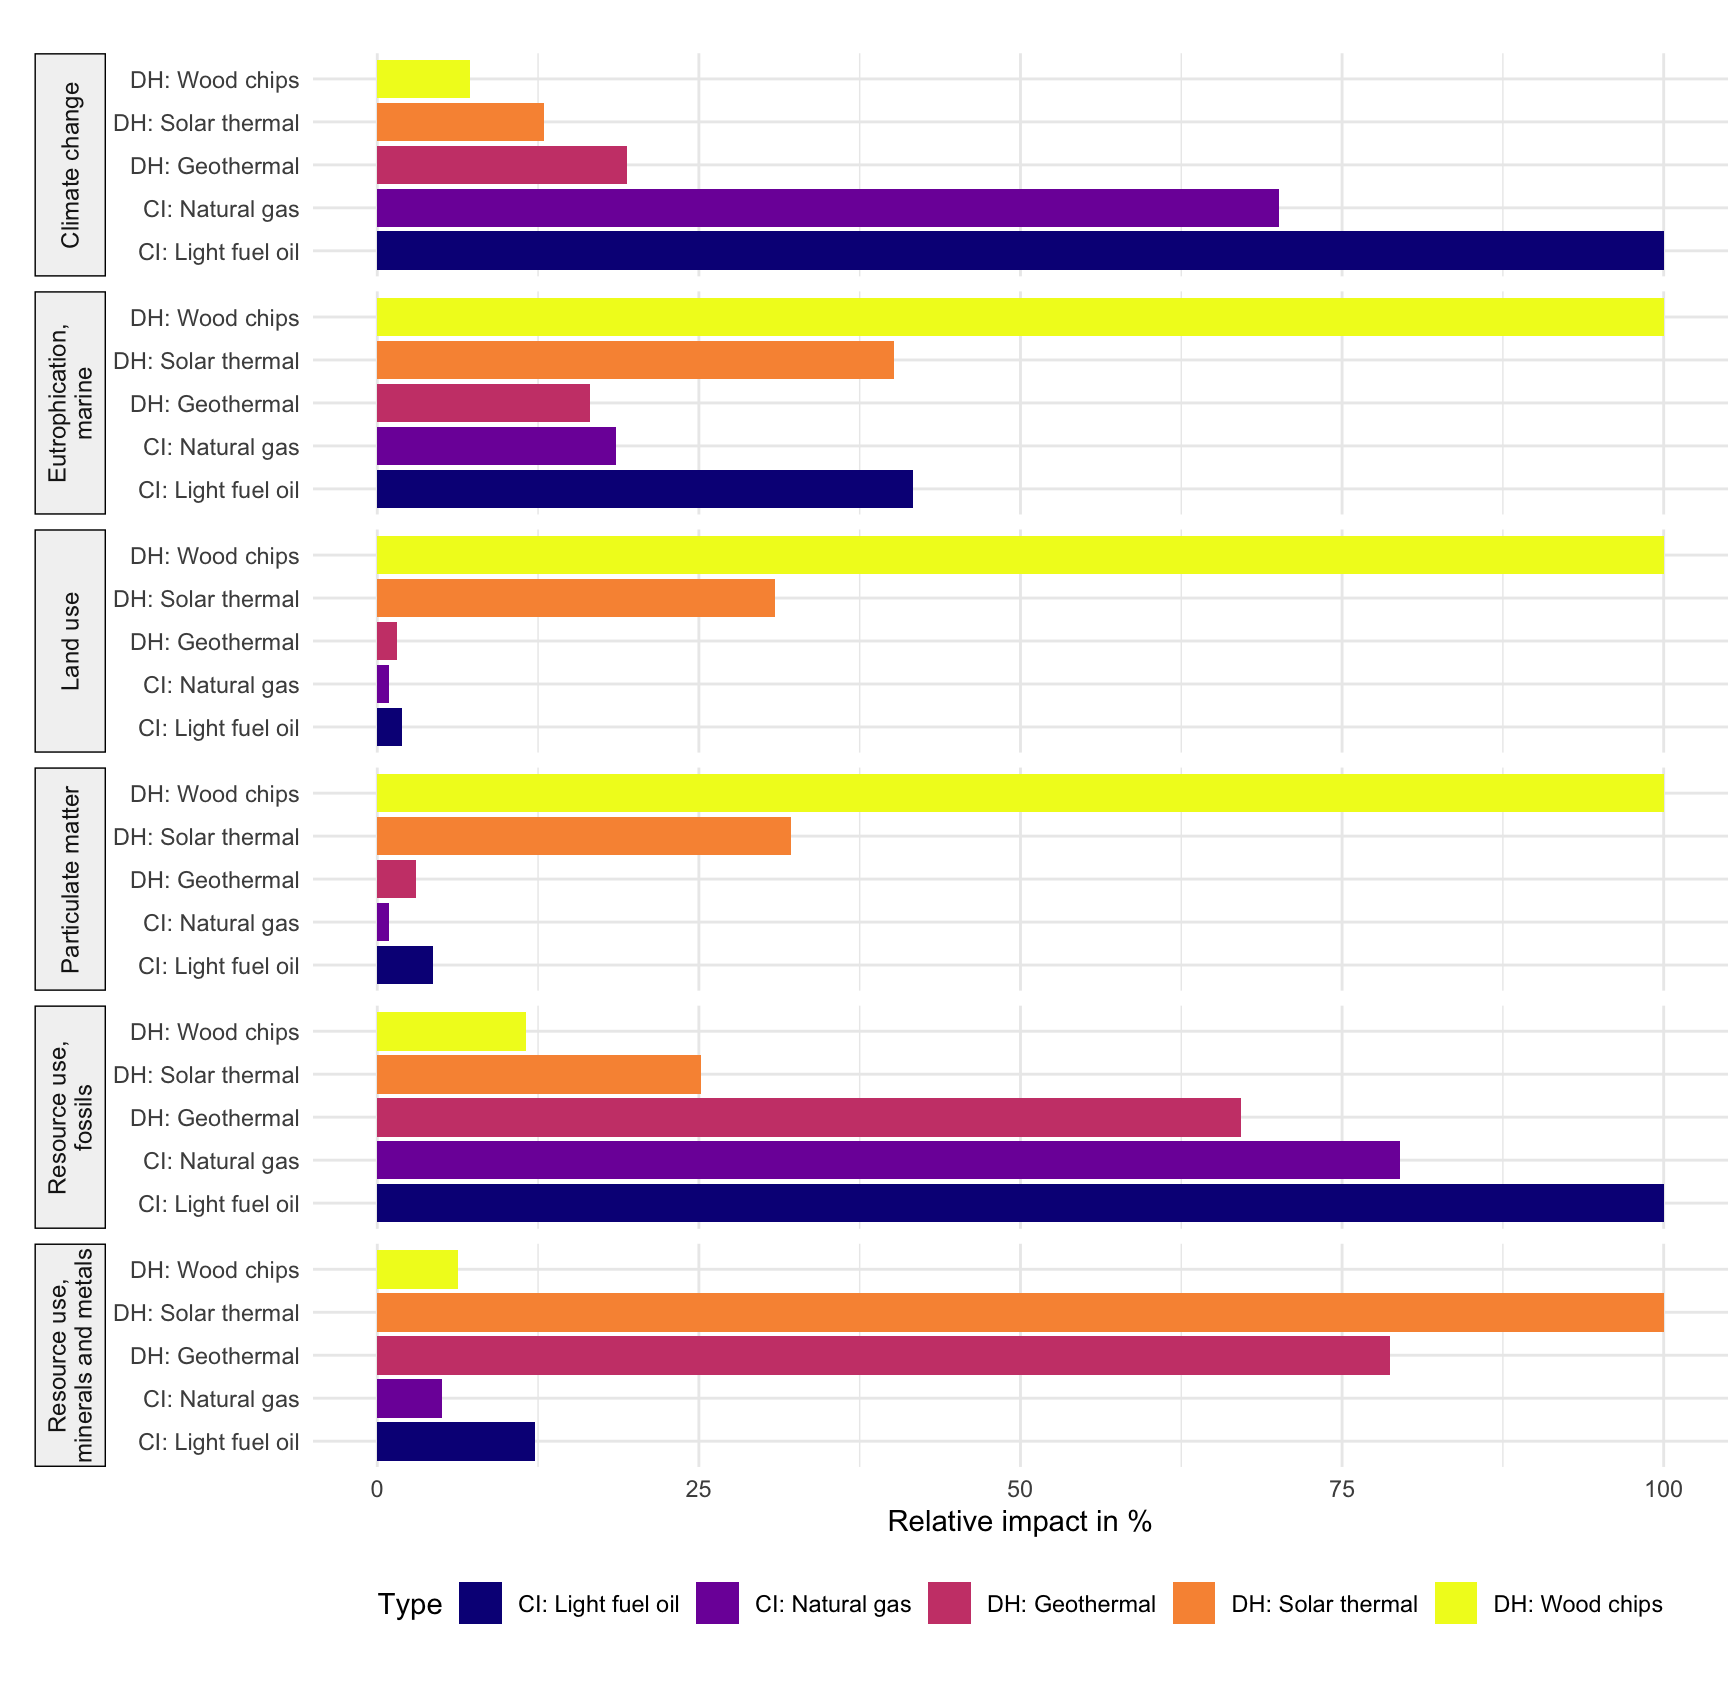 Climate change
DH: Wood chips
DH: Solar thermal
DH: Geothermal
CI: Natural gas
CI: Light fuel oil
Eutrophication,
marine
DH: Wood chips
DH: Solar thermal
DH: Geothermal
CI: Natural gas
CI: Light fuel oil
Land use
DH: Wood chips
DH: Solar thermal
DH: Geothermal
CI: Natural gas
CI: Light fuel oil
Particulate matter
DH: Wood chips
DH: Solar thermal
DH: Geothermal
CI: Natural gas
CI: Light fuel oil
Resource use,
fossils
DH: Wood chips
DH: Solar thermal
DH: Geothermal
CI: Natural gas
CI: Light fuel oil
Resource use,
minerals and metals
DH: Wood chips
DH: Solar thermal
DH: Geothermal
CI: Natural gas
CI: Light fuel oil
0 25 50 75 100
Relative impact in %
Type CI: Light fuel oil CI: Natural gas DH: Geothermal DH: Solar thermal DH: Wood chips